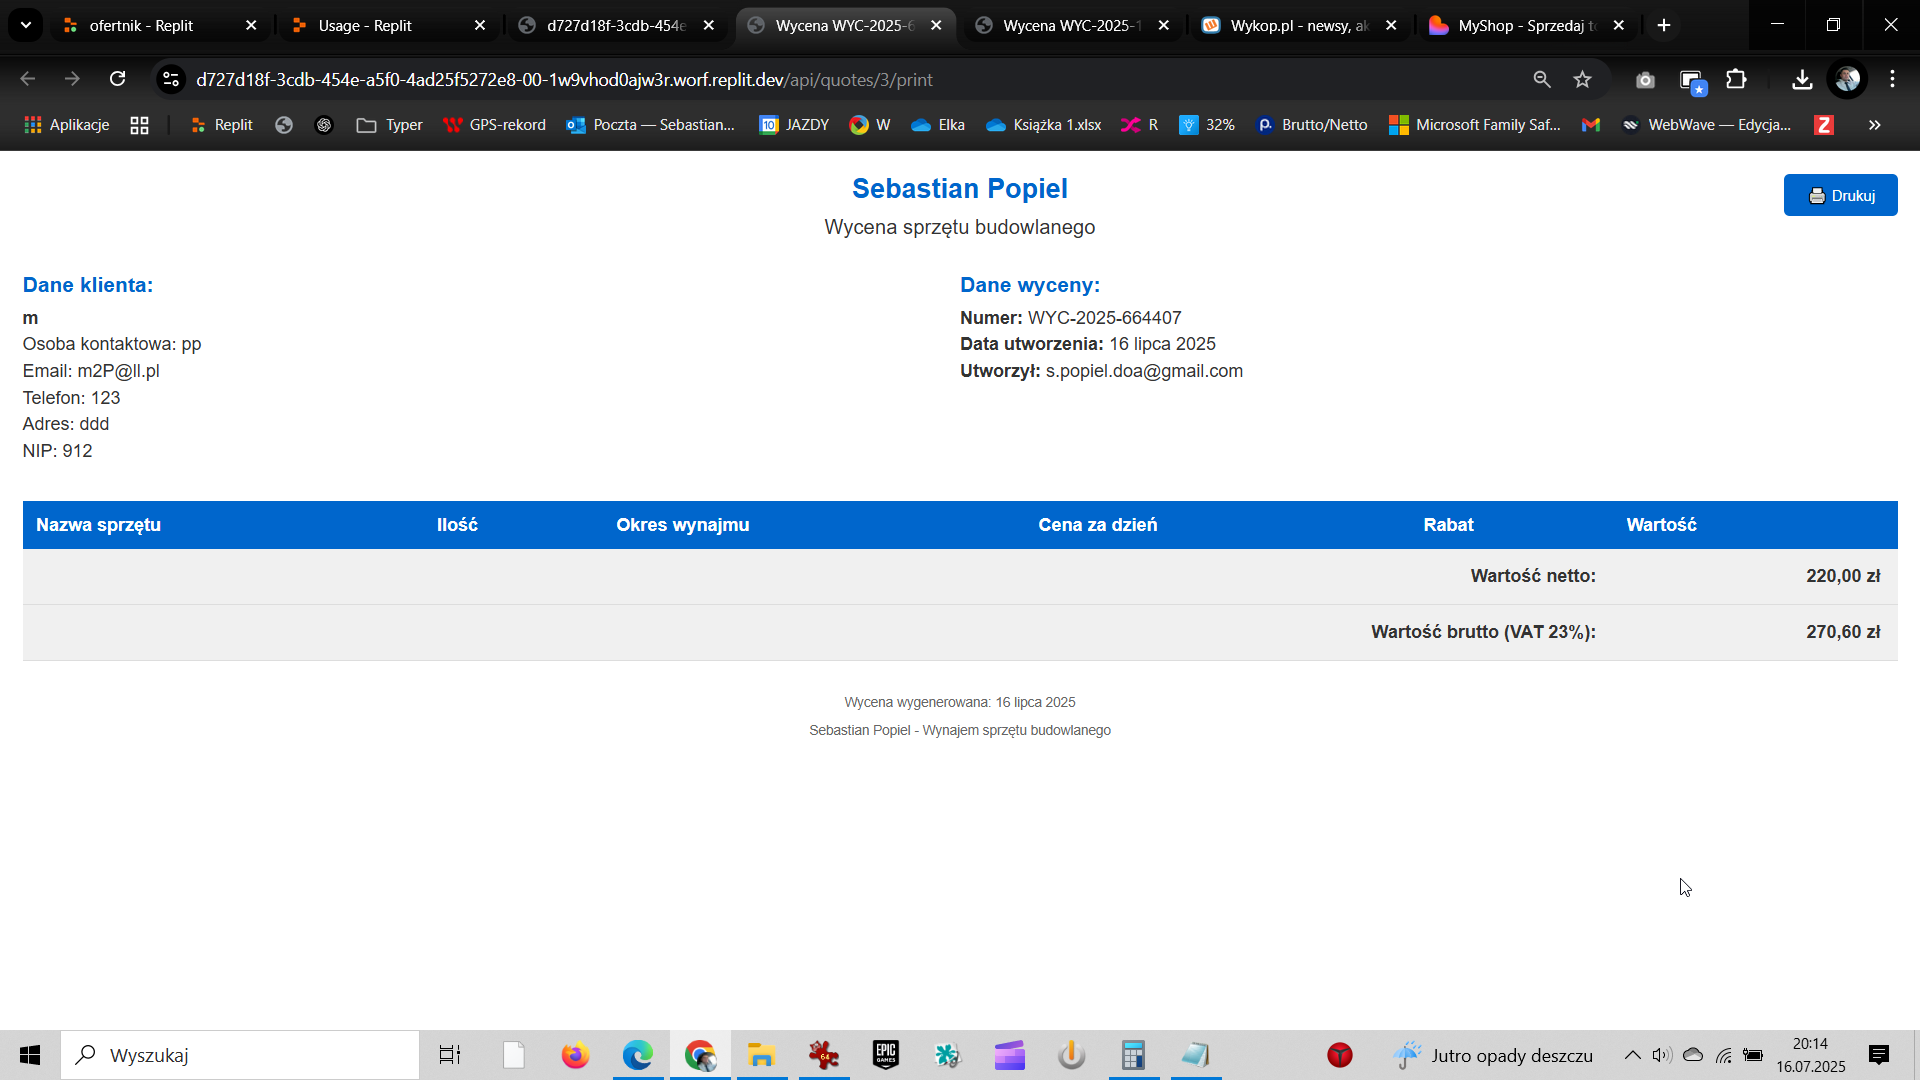 ofertnik - Replit
Usage - Replit
d727d18f-3cdb-454e
Wycena WYC-2025-6
Wycena WYC-2025-1
Wykop.pl - newsy, ak
MyShop - Sprzedaj t
d727d18f-3cdb-454e-a5f0-4ad25f5272e8-00-1w9vhod0ajw3r.worf.replit.dev/api/quotes/3/print
Aplikacje
Replit
Typer
GPS-rekord
Poczta — Sebastian...
10 JAZDY
W
Elka
Książka 1.xlsx
R
32%
Brutto/Netto
Microsoft Family Saf...
WebWave — Edycja...
Z
»
Sebastian Popiel
Drukuj
Wycena sprzętu budowlanego
Dane klienta:
m
Osoba kontaktowa: pp
Email: m2P@ll.pl
Telefon: 123
Adres: ddd
NIP: 912
Dane wyceny:
Numer: WYC-2025-664407
Data utworzenia: 16 lipca 2025
Utworzył: s.popiel.doa@gmail.com
Nazwa sprzętu Ilość Okres wynajmu Cena za dzień Rabat Wartość
Wartość netto: 220,00 zł
Wartość brutto (VAT 23%): 270,60 zł
Wycena wygenerowana: 16 lipca 2025
Sebastian Popiel - Wynajem sprzętu budowlanego
Wyszukaj
64
EPIC GAMES
Jutro opady deszczu
20:14
16.07.2025